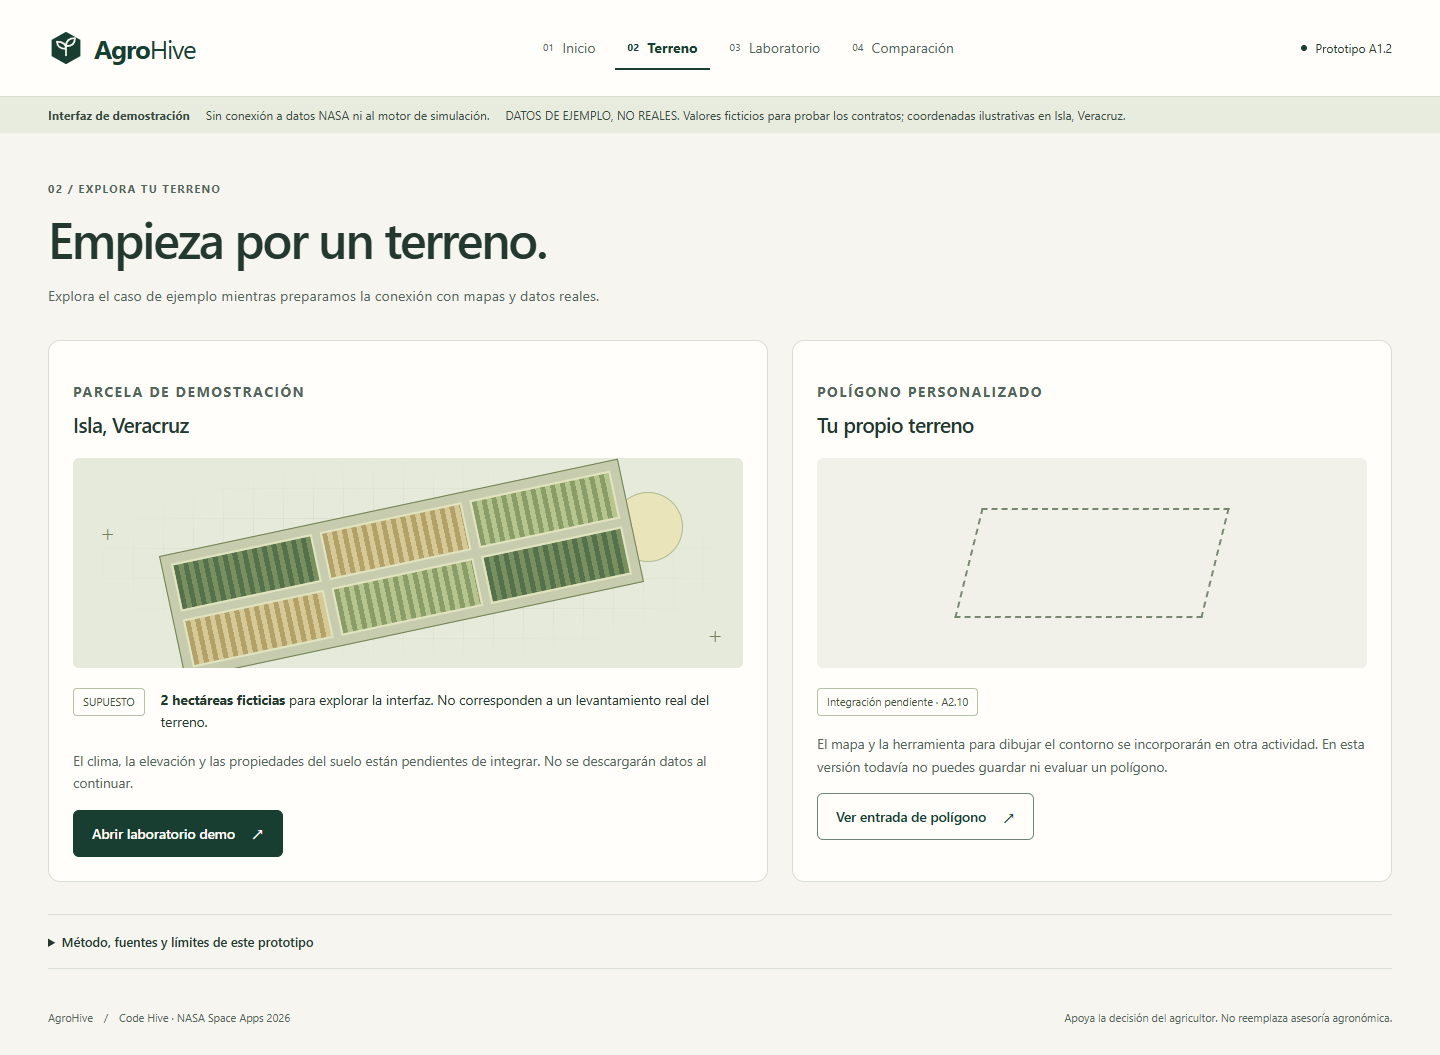 AgroHive
01 Inicio
02 Terreno
03 Laboratorio
04 Comparación
Prototipo A1.2
Interfaz de demostración Sin conexión a datos NASA ni al motor de simulación. DATOS DE EJEMPLO, NO REALES. Valores ficticios para probar los contratos; coordenadas ilustrativas en Isla, Veracruz.
02 / EXPLORA TU TERRENO
Empieza por un terreno.
Explora el caso de ejemplo mientras preparamos la conexión con mapas y datos reales.
PARCELA DE DEMOSTRACIÓN
Isla, Veracruz
SUPUESTO
2 hectáreas ficticias para explorar la interfaz. No corresponden a un levantamiento real del
terreno.
El clima, la elevación y las propiedades del suelo están pendientes de integrar. No se descargarán datos al
continuar.
Abrir laboratorio demo ↗
POLÍGONO PERSONALIZADO
Tu propio terreno
Integración pendiente · A2.10
El mapa y la herramienta para dibujar el contorno se incorporarán en otra actividad. En esta
versión todavía no puedes guardar ni evaluar un polígono.
Ver entrada de polígono ↗
Método, fuentes y límites de este prototipo
AgroHive / Code Hive · NASA Space Apps 2026
Apoya la decisión del agricultor. No reemplaza asesoría agronómica.